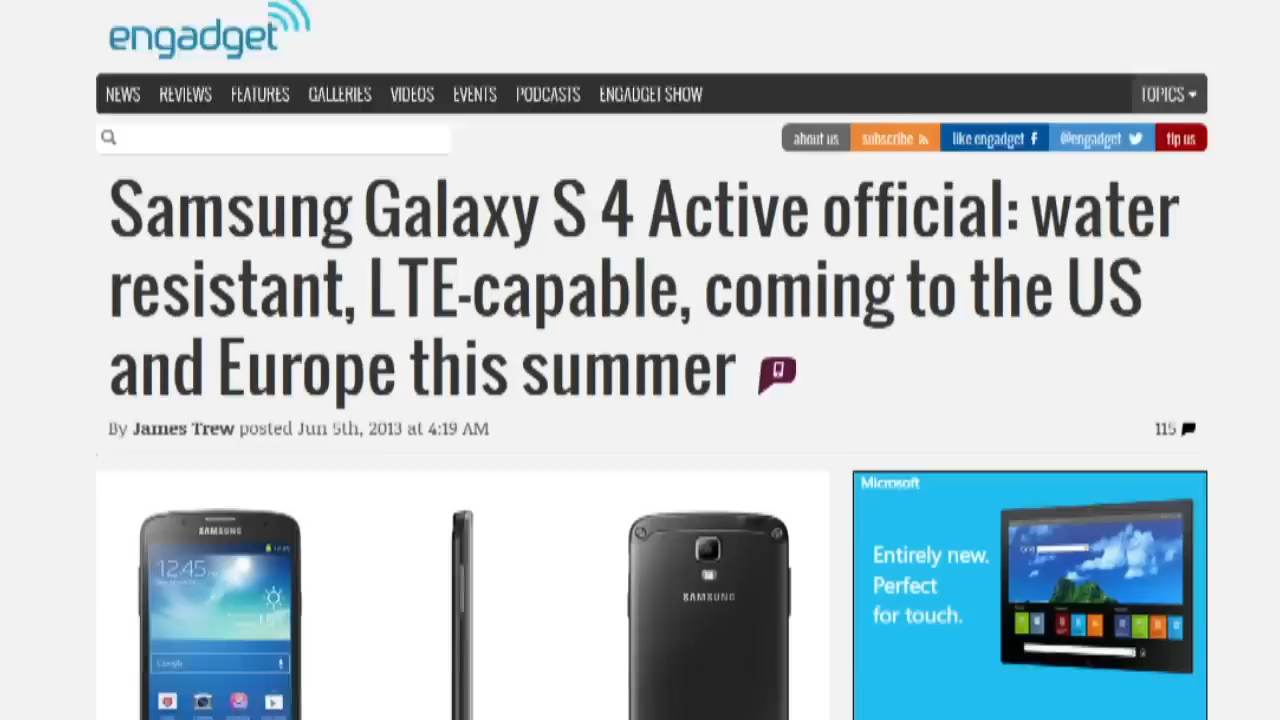 engadget
NEWS REVIEWS FEATURES GALLERIES VIDEOS EVENTS PODCASTS ENGADGET SHOW TOPICS
about us subscribe like engadget @engadget tip us
Samsung Galaxy S 4 Active official: water
resistant, LTE-capable, coming to the US
and Europe this summer
By James Trew posted Jun 5th, 2013 at 4:19 AM
115
SAMSUNG
12:45
Google
SAMSUNG
Microsoft
Entirely new.
Perfect
for touch.